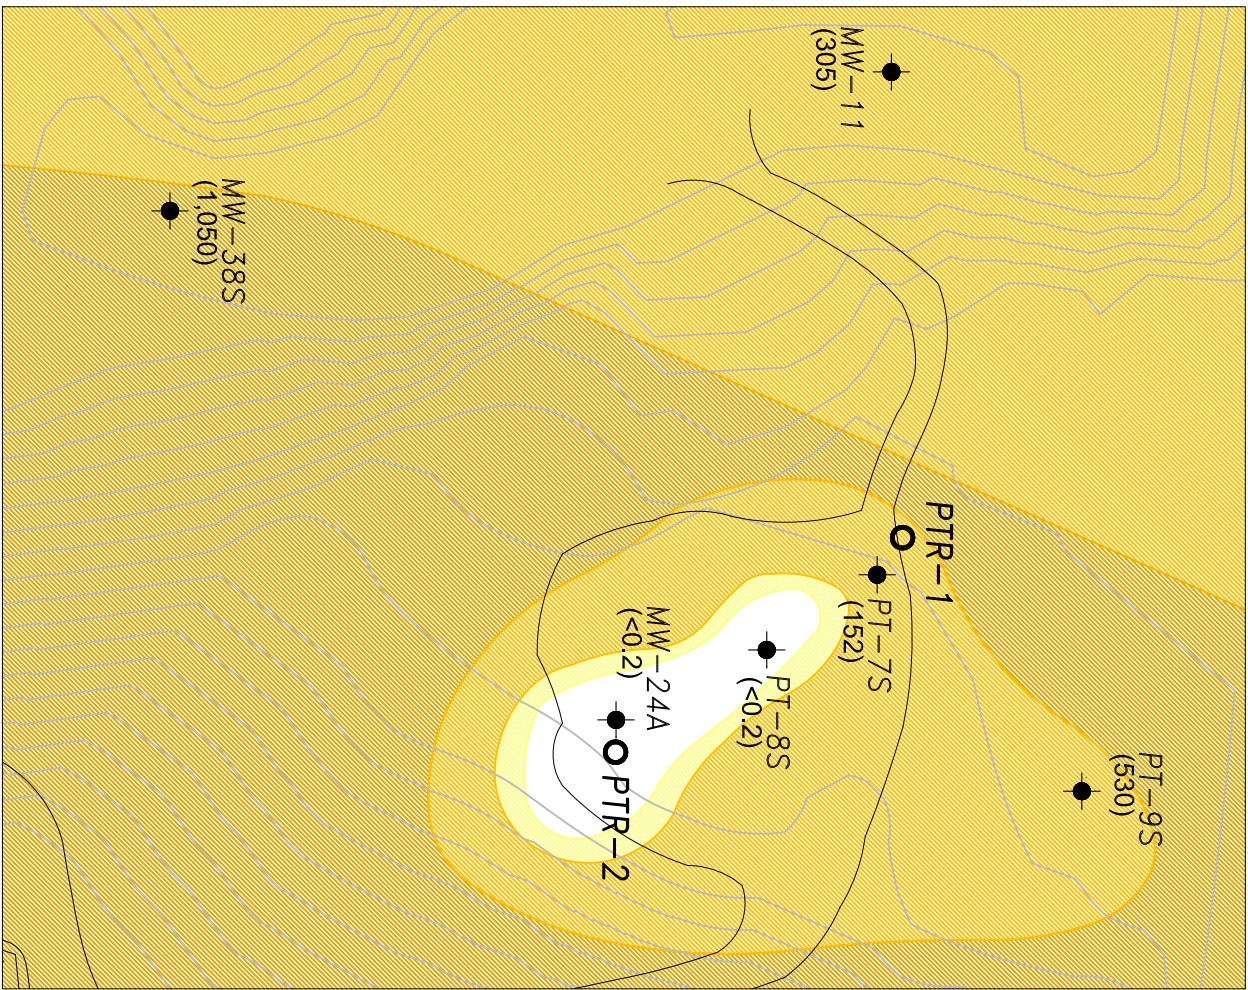 MW-11
(305)
MW-38S
(1,050)
PTR-1
PT-7S
(152)
MW-24A
(<0.2)
PT-8S
(<0.2)
PTR-2
PT-9S
(530)